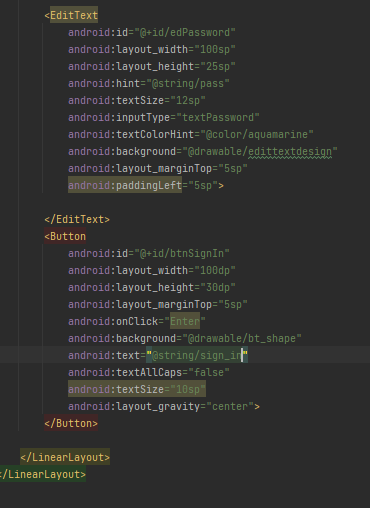 <EditText
android:id="@+id/edPassword"
android:layout_width="100sp"
android:layout_height="25sp"
android:hint="@string/pass"
android:textSize="12sp"
android:inputType="textPassword"
android:textColorHint="@color/aquamarine"
android:background="@drawable/edittextdesign"
android:layout_marginTop="5sp"
android:paddingLeft="5sp">
</EditText>
<Button
android:id="@+id/btnSignIn"
android:layout_width="100dp"
android:layout_height="30dp"
android:layout_marginTop="5sp"
android:onClick="Enter"
android:background="@drawable/bt_shape"
android:text="@string/sign_in"
android:textAllCaps="false"
android:textSize="10sp"
android:layout_gravity="center">
</Button>
</LinearLayout>
</LinearLayout>